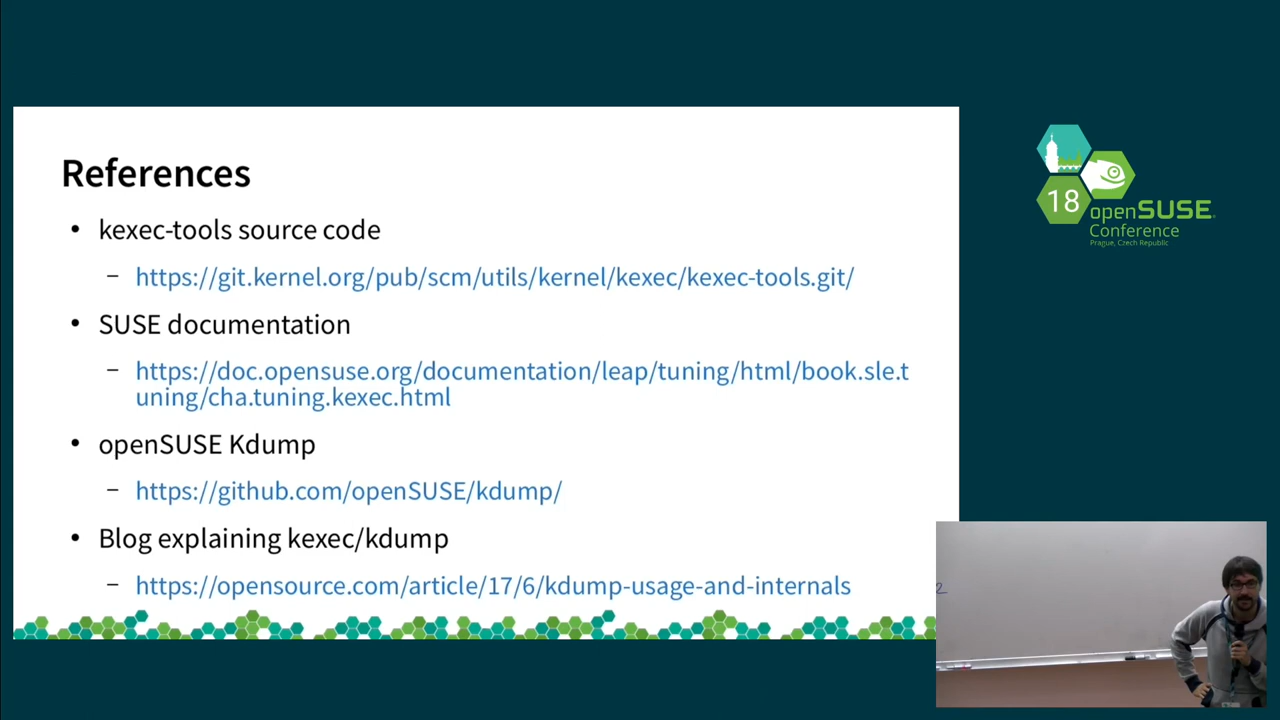 References
• kexec-tools source code
– https://git.kernel.org/pub/scm/utils/kernel/kexec/kexec-tools.git/
• SUSE documentation
– https://doc.opensuse.org/documentation/leap/tuning/html/book.sle.t
uning/cha.tuning.kexec.html
• openSUSE Kdump
– https://github.com/openSUSE/kdump/
• Blog explaining kexec/kdump
– https://opensource.com/article/17/6/kdump-usage-and-internals
18
openSUSE
Conference
Prague, Czech Republic
2